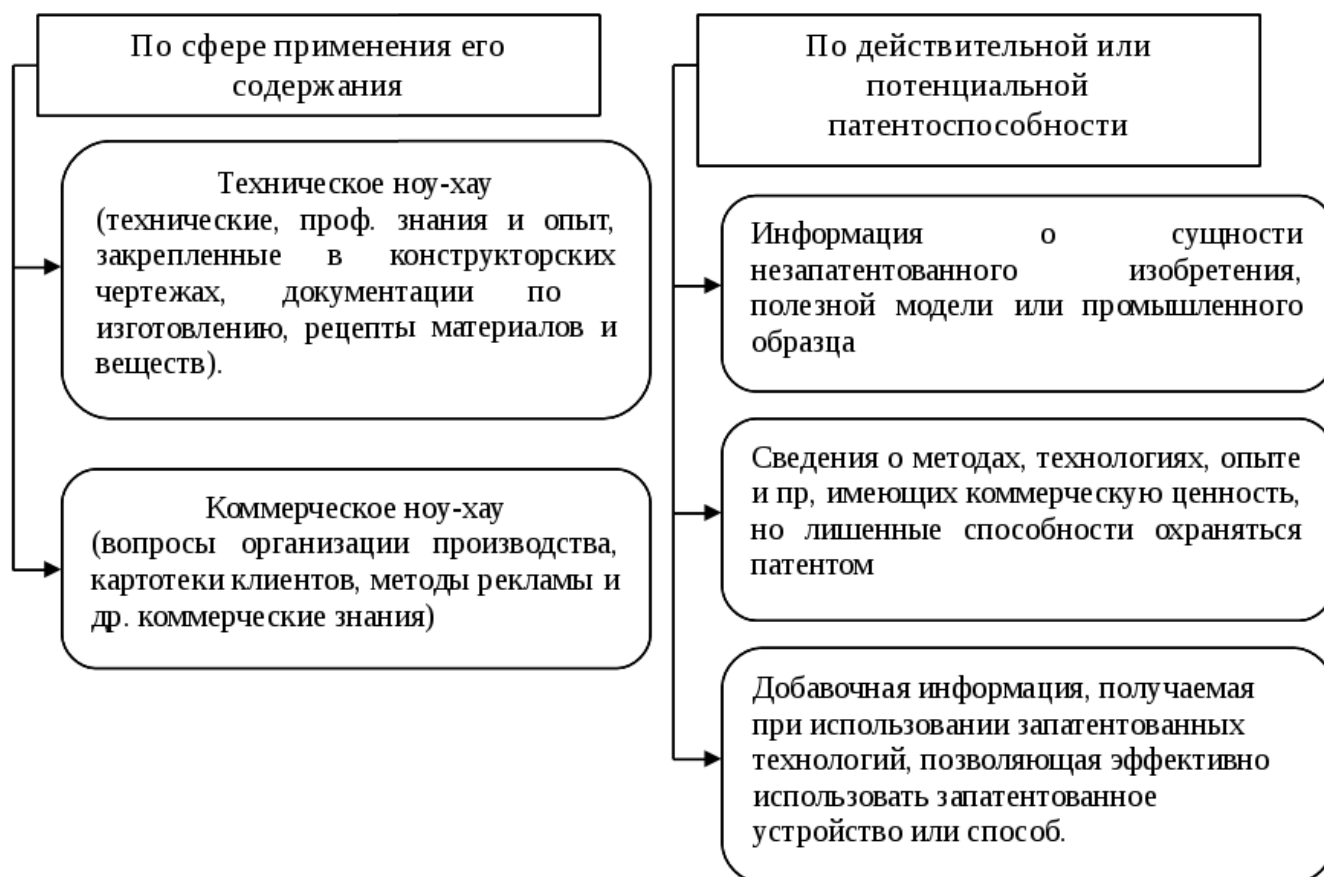 По сфере применения его
содержания
Техническое ноу-хау
(технические, проф. знания и опыт,
закрепленные в конструкторских
чертежах, документации по
изготовлению, рецепты материалов и
веществ).
Коммерческое ноу-хау
(вопросы организации производства,
картотеки клиентов, методы рекламы и
др. коммерческие знания)
По действительной или
потенциальной
патентоспособности
Информация о сущности
незапатентованного изобретения,
полезной модели или промышленного
образца
Сведения о методах, технологиях, опыте
и пр, имеющих коммерческую ценность,
но лишенные способности охраняться
патентом
Добавочная информация, получаемая
при использовании запатентованных
технологий, позволяющая эффективно
использовать запатентованное
устройство или способ.